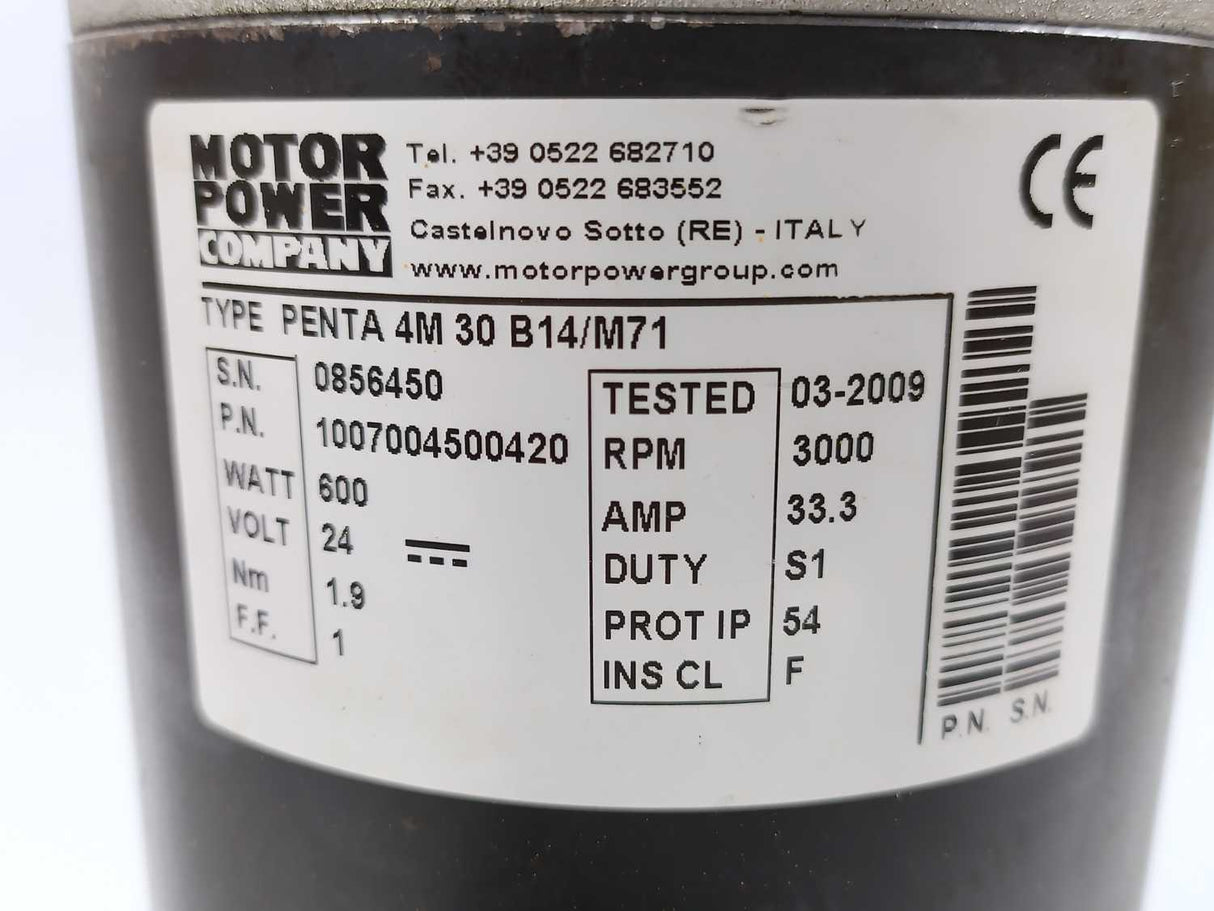 MOTOR
POWER
COMPANY
Tel. +39 0522 682710
Fax. +39 0522 683552
Castelnovo Sotto (RE) - ITALY
www.motorpowergroup.com
CE
TYPE PENTA 4M 30 B14/M71
S.N. 0856450
P.N. 1007004500420
WATT 600
VOLT 24
Nm 1.9
F.F. 1
TESTED 03-2009
RPM 3000
AMP 33.3
DUTY S1
PROT IP 54
INS CL F
P.N. S.N.